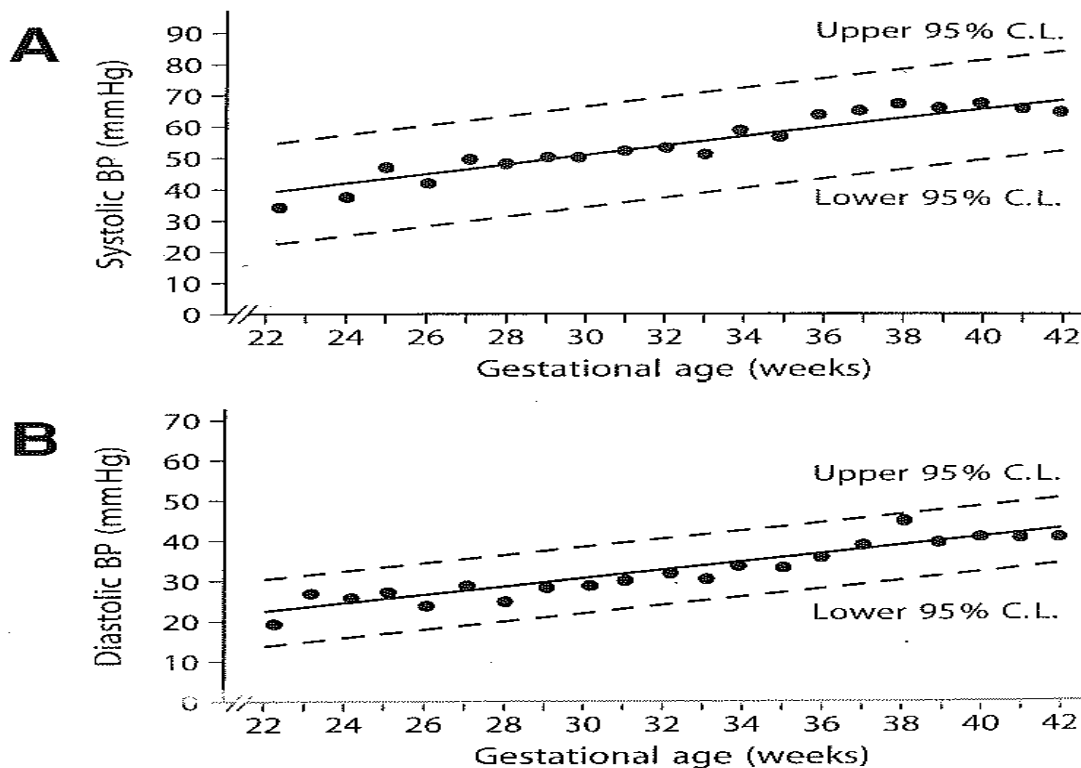 A
Systolic BP (mmHg)
90
80
70
60
50
40
30
20
10
0
Upper 95% C.L.
Lower 95% C.L.
22 24 26 28 30 32 34 36 38 40 42
Gestational age (weeks)
B
Diastolic BP (mmHg)
70
60
50
40
30
20
10
0
Upper 95% C.L.
Lower 95% C.L.
22 24 26 28 30 32 34 36 38 40 42
Gestational age (weeks)